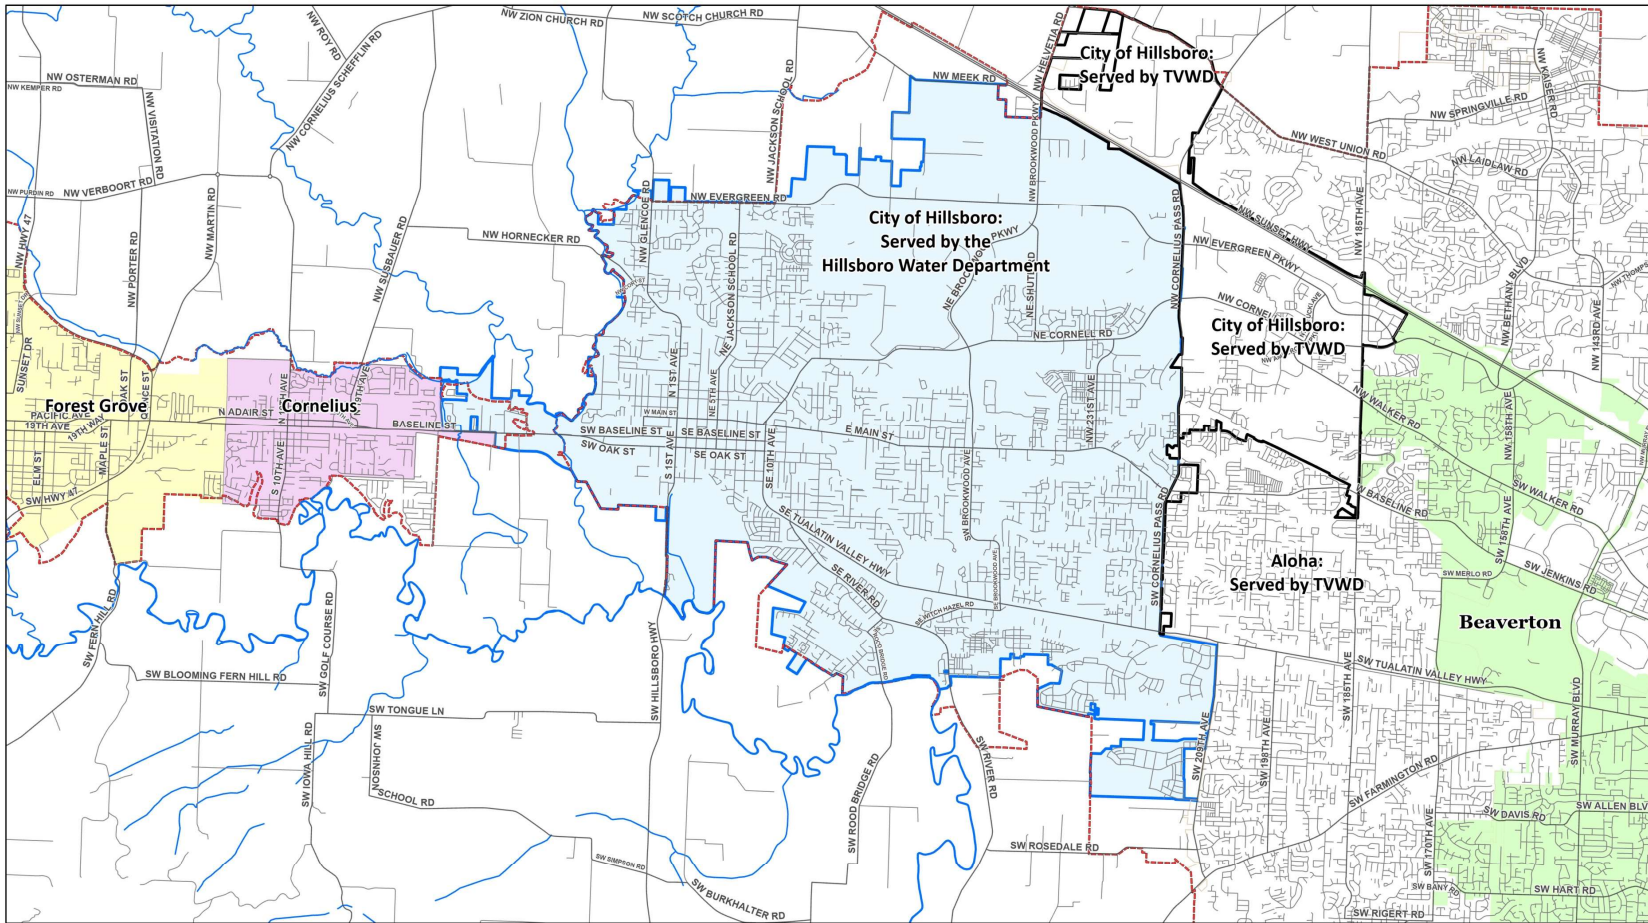 NW ZION CHURCH RD
NW SCOTCH CHURCH RD
NW ROY RD
NW CORNELIUS SCHEFFLIN RD
NW HELVETIA RD
City of Hillsboro:
Served by TVWD
NW KAISER RD
NW OSTERMAN RD
NW KEMPER RD
NW VISITATION RD
NW JACKSON SCHOOL RD
NW MEEK RD
NW SPRINGVILLE RD
NW WEST UNION RD
NW LAIDLAW RD
NW BROOKWOOD PKWY
NW PURDIN RD
NW VERBOORT RD
NW MARTIN RD
NW SUSBAUER RD
NW GLENCOE RD
NW EVERGREEN RD
NW CORNELIUS PASS RD
NW SUNSET HWY
NW 185TH AVE
NW HWY 47
NW PORTER RD
NW HORNECKER RD
NE JACKSON SCHOOL RD
City of Hillsboro:
Served by the
Hillsboro Water Department
NE BROOKWOOD PKWY
NE SHUTE RD
NW EVERGREEN PKWY
NW BETHANY BLVD
NW 143RD AVE
NE CORNELL RD
City of Hillsboro:
Served by TVWD
SUNSET DR
Forest Grove
Cornelius
PACIFIC AVE
19TH AVE
19TH WAY
OAK ST
QUINCE ST
MAPLE ST
ELM ST
SW HWY 47
N ADAIR ST
N 19TH AVE
BASELINE ST
S 10TH AVE
N 1ST AVE
NE 5TH AVE
W MAIN ST
SW BASELINE ST
SE BASELINE ST
E MAIN ST
SW OAK ST
SE OAK ST
S 1ST AVE
SE 10TH AVE
NW 231ST AVE
SW BROOKWOOD AVE
NW WALKER RD
NW 158TH AVE
SW WALKER RD
W BASELINE RD
SW 158TH AVE
SW CORNELIUS PASS RD
SE TUALATIN VALLEY HWY
SE RIVER RD
SE BROOKWOOD AVE
SE WITCH HAZEL RD
Aloha:
Served by TVWD
SW MERLO RD
SW JENKINS RD
Beaverton
SW FERN HILL RD
SW GOLF COURSE RD
SW BLOOMING FERN HILL RD
SW HILLSBORO HWY
SW TUALATIN VALLEY HWY
SW 185TH AVE
SW MURRAY BLVD
SW TONGUE LN
SW IOWA HILL RD
SW JOHNSON
SCHOOL RD
SW ROOD BRIDGE RD
SW RIVER RD
SW 209TH AVE
SW 198TH AVE
SW FARMINGTON RD
SW DAVIS RD
SW ALLEN BLV
SW 170TH AVE
SW SIMPSON RD
SW ROSEDALE RD
SW BURKHALTER RD
SW BANY RD
SW HART RD
SW RIGERT RD